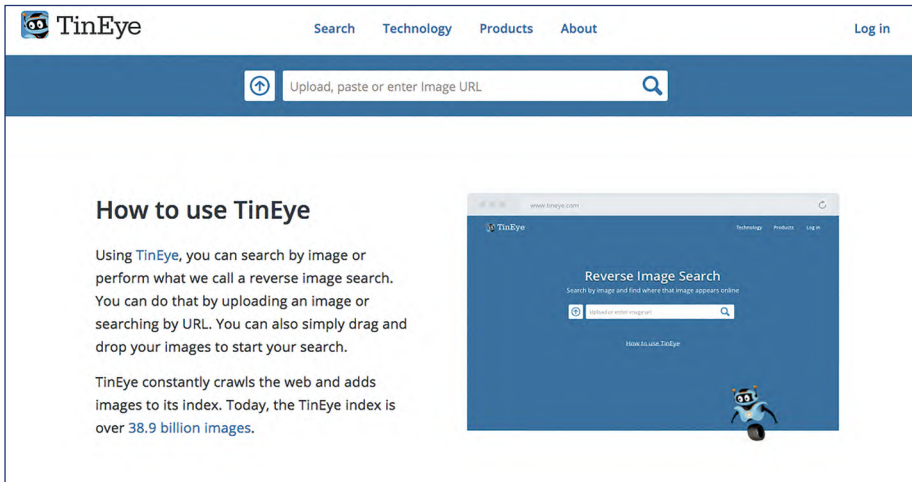 TinEye
Search Technology Products About
Log in
Upload, paste or enter Image URL
How to use TinEye
Using TinEye, you can search by image or
perform what we call a reverse image search.
You can do that by uploading an image or
searching by URL. You can also simply drag and
drop your images to start your search.
TinEye constantly crawls the web and adds
images to its index. Today, the TinEye index is
over 38.9 billion images.
www.tineye.com
TinEye
Technology Products Log in
Reverse Image Search
Search by image and find where that image appears online
Upload or enter image url
How to use TinEye